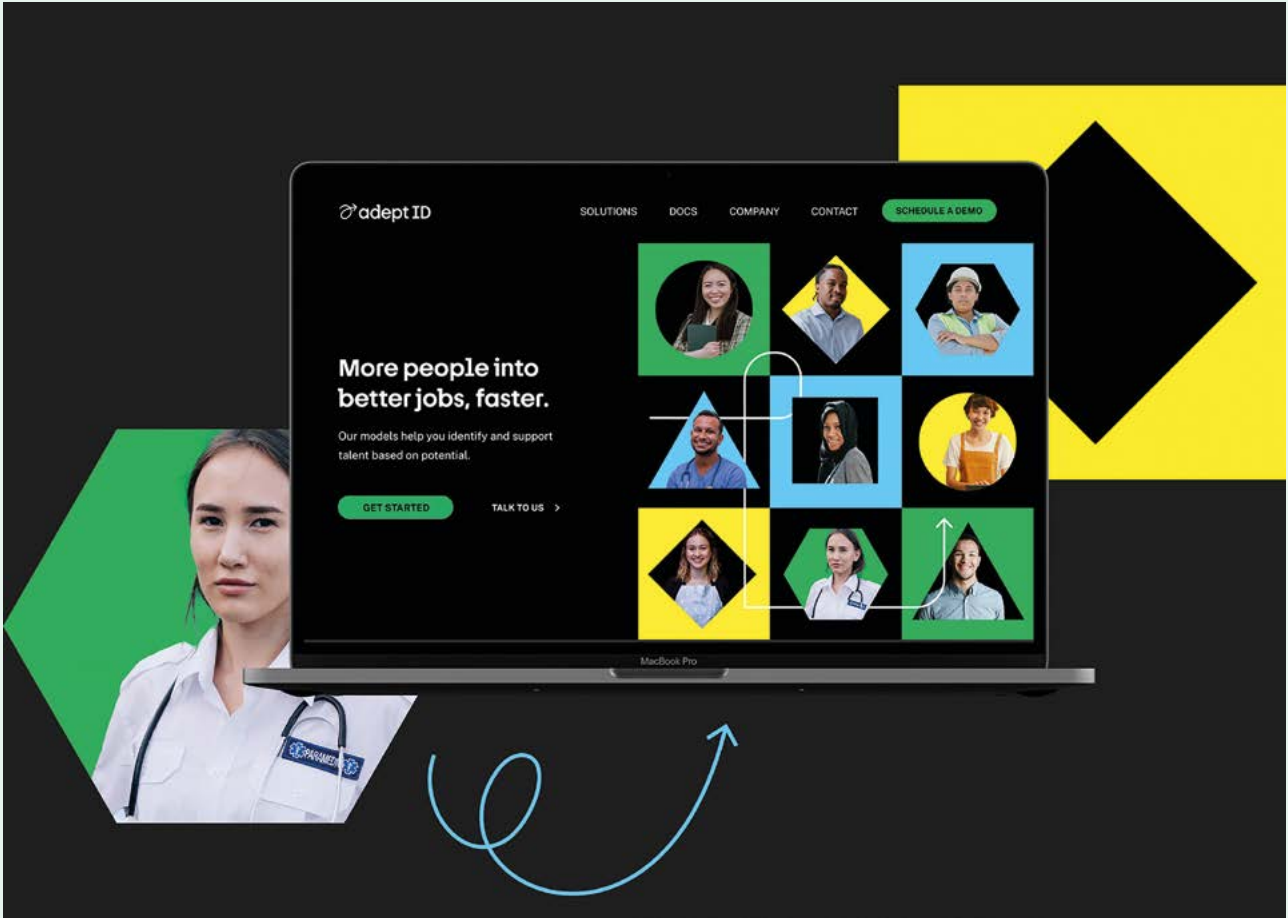 adept ID
SOLUTIONS
DOCS
COMPANY
CONTACT
SCHEDULE A DEMO
More people into
better jobs, faster.
Our models help you identify and support
talent based on potential.
GET STARTED
TALK TO US >
MacBook Pro
PARAMEDIC